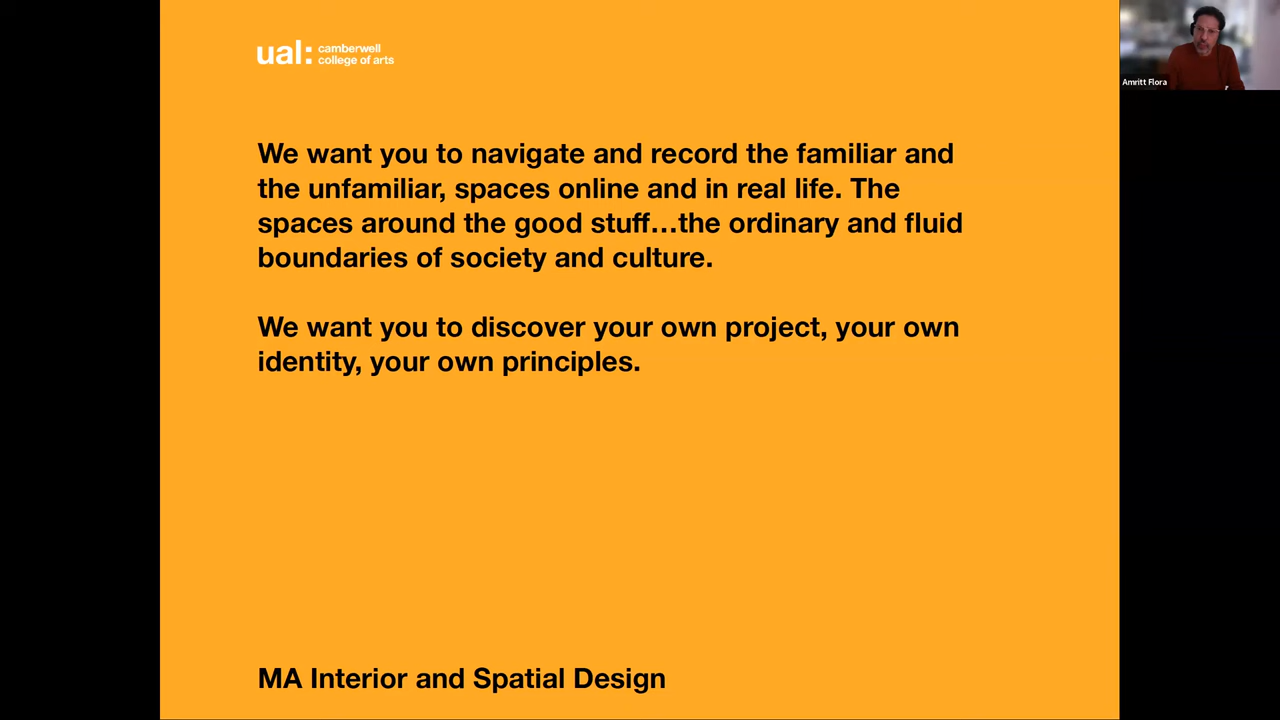 ual: camberwell
college of arts
Amritt Flora
We want you to navigate and record the familiar and
the unfamiliar, spaces online and in real life. The
spaces around the good stuff...the ordinary and fluid
boundaries of society and culture.
We want you to discover your own project, your own
identity, your own principles.
MA Interior and Spatial Design